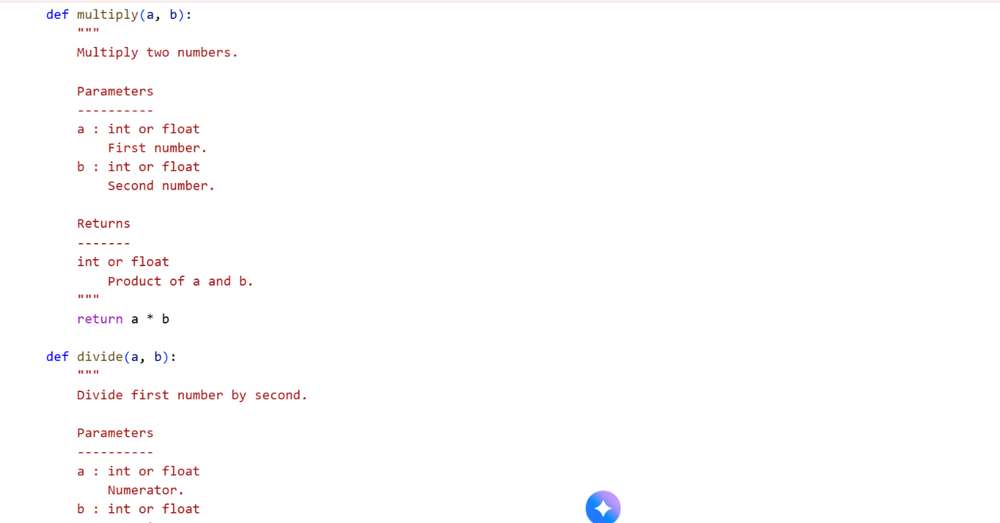 def multiply(a, b):
"""
Multiply two numbers.
Parameters
----------
a : int or float
First number.
b : int or float
Second number.
Returns
-------
int or float
Product of a and b.
"""
return a * b
def divide(a, b):
"""
Divide first number by second.
Parameters
----------
a : int or float
Numerator.
b : int or float